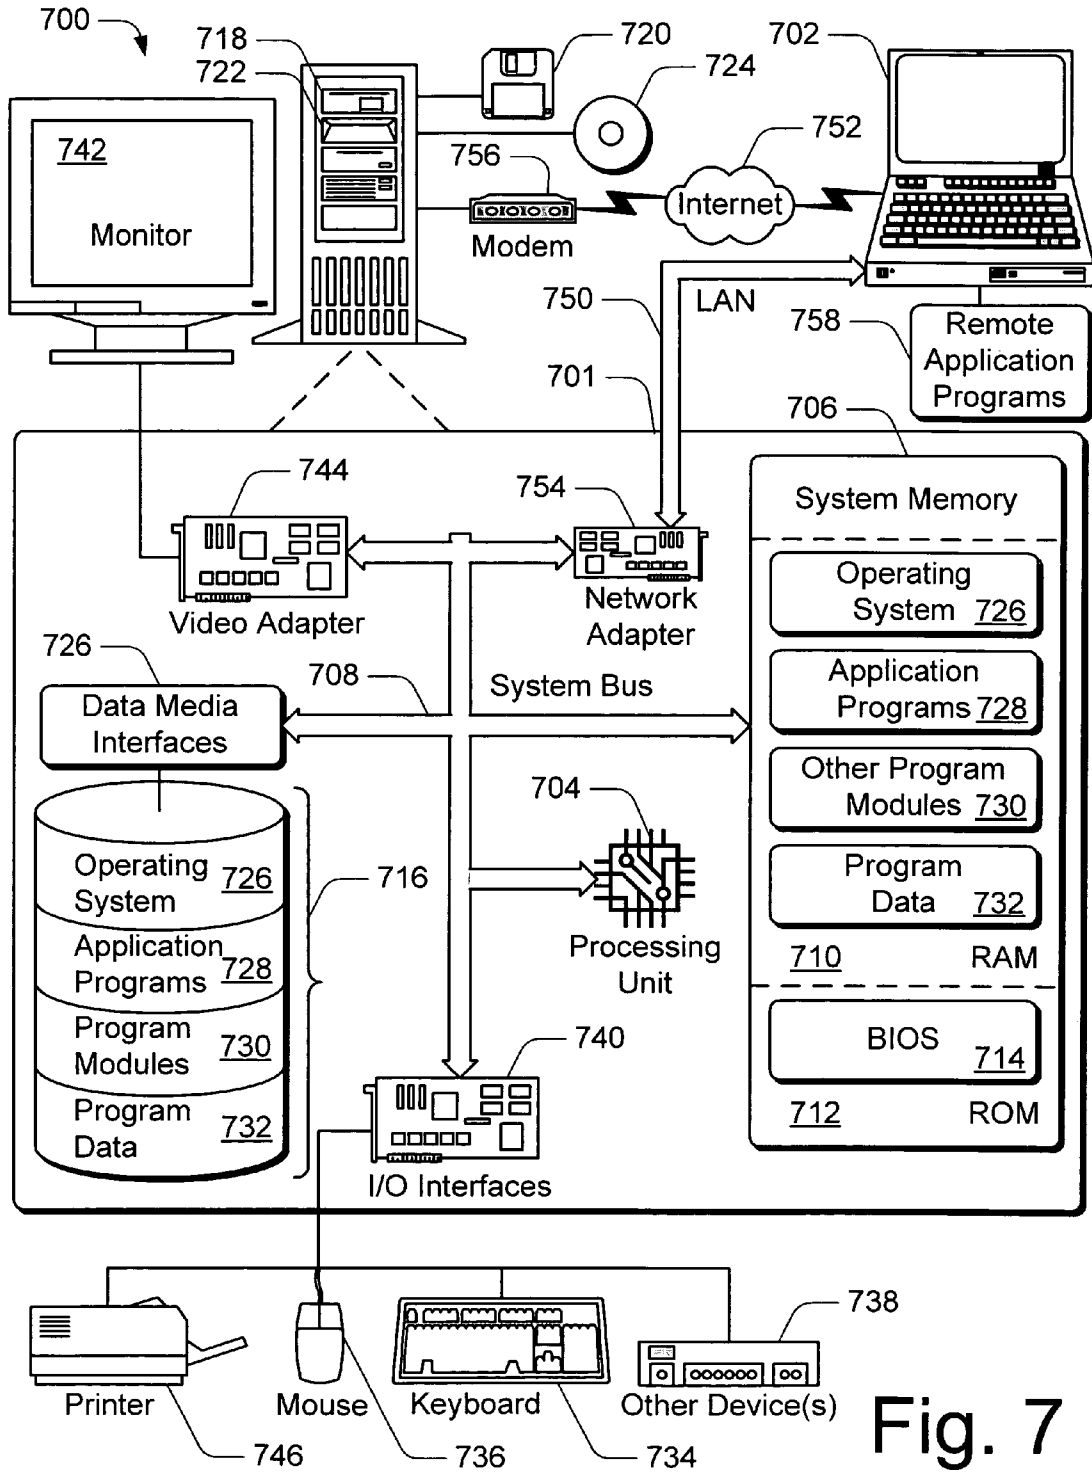 700
718
722
720
724
702
742
Monitor
756
Modem
752
Internet
750
LAN
758
Remote
Application
Programs
701
706
744
754
System Memory
Video Adapter
Network
Adapter
Operating
System 726
726
Data Media
Interfaces
708
System Bus
Application
Programs 728
Other Program
Modules 730
704
Processing
Unit
Program
Data 732
710 RAM
Operating
System 726
716
Application
Programs 728
Program
Modules 730
Program
Data 732
740
I/O Interfaces
BIOS 714
712 ROM
Printer
746
Mouse
736
Keyboard
734
738
Other Device(s)
Fig. 7